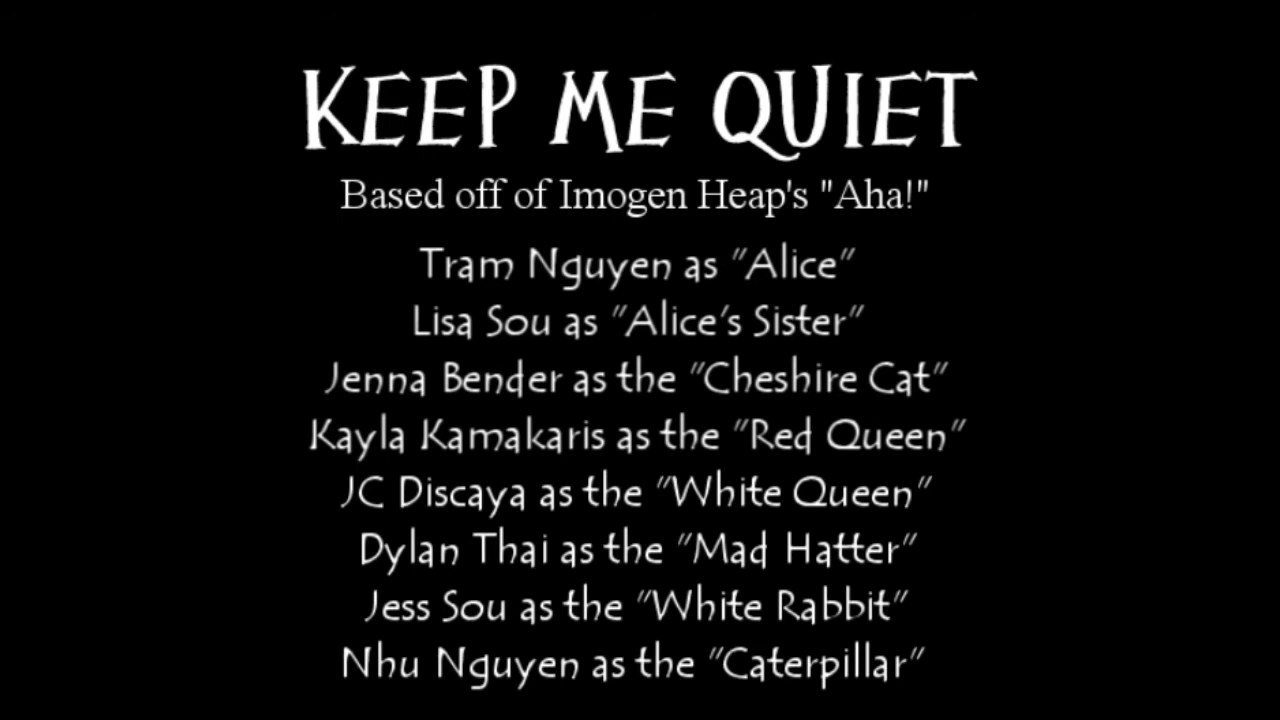 KEEP ME QUIET
Based off of Imogen Heap's "Aha!"
Tram Nguyen as "Alice"
Lisa Sou as "Alice's Sister"
Jenna Bender as the "Cheshire Cat"
Kayla Kamakaris as the "Red Queen"
JC Discaya as the "White Queen"
Dylan Thai as the "Mad Hatter"
Jess Sou as the "White Rabbit"
Nhu Nguyen as the "Caterpillar"